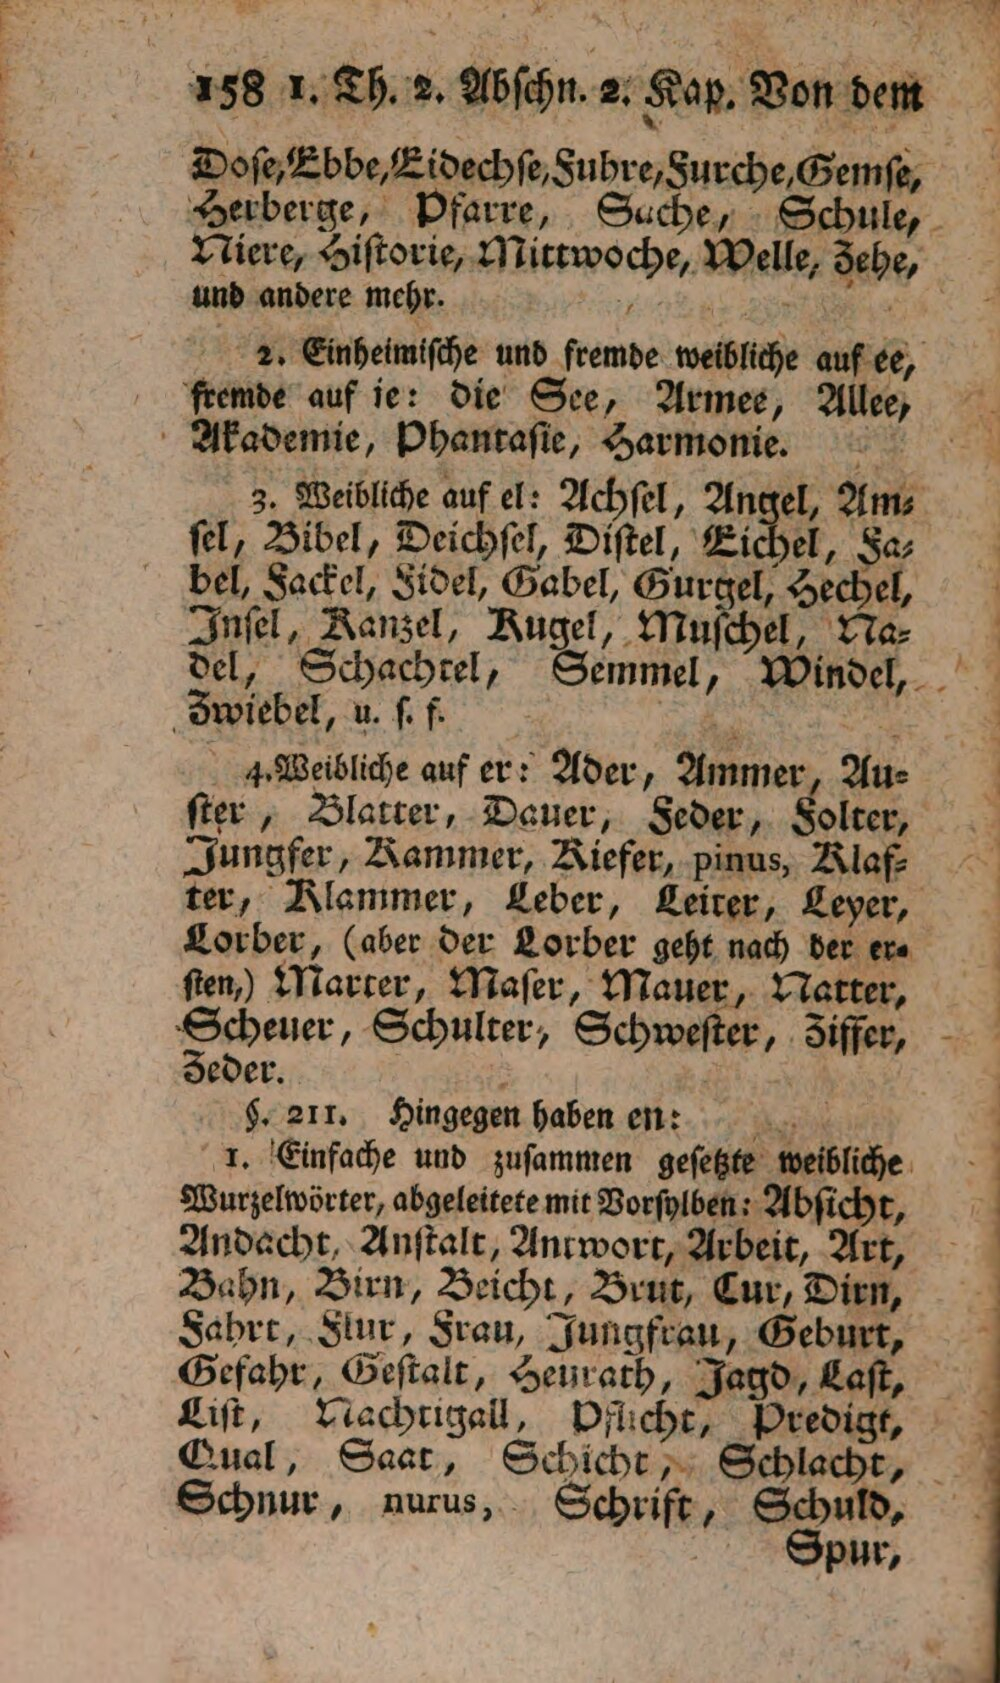 158 1. Th. 2. Abschn. 2. Kap. Von dem
Dose, Ebbe, Eidechse, Fuhre, Furche, Gemse,
Herberge, Pfarre, Sache, Schule,
Niere, Historie, Mittwoche, Welle, Zehe,
und andere mehr.
2. Einheimische und fremde weibliche auf ee,
fremde auf ie: die See, Armee, Allee,
Akademie, Phantasie, Harmonie.
3. Weibliche auf el: Achsel, Angel, Am-
sel, Bibel, Deichsel, Distel, Eichel, Fa-
bel, Fackel, Fidel, Gabel, Gurgel, Hechel,
Insel, Kanzel, Kugel, Muschel, Na-
del, Schachtel, Semmel, Windel,
Zwiebel, u. s. f.
4. Weibliche auf er: Ader, Ammer, Au-
ster, Blatter, Dauer, Feder, Folter,
Jungfer, Kammer, Kiefer, pinus, Klaf-
ter, Klammer, Leber, Leiter, Leyer,
Lorber, (aber der Lorber geht nach der er-
sten,) Marter, Maser, Mauer, Natter,
Scheuer, Schulter, Schwester, Ziffer,
Zeder.
§. 211. Hingegen haben en:
1. Einfache und zusammen gesetzte weibliche
Wurzelwörter, abgeleitete mit Vorsylben: Absicht,
Andacht, Anstalt, Antwort, Arbeit, Art,
Bahn, Birn, Beicht, Brut, Cur, Dirn,
Fahrt, Flur, Frau, Jungfrau, Geburt,
Gefahr, Gestalt, Heurath, Jagd, Last,
List, Nachtigall, Pflicht, Predigt,
Qual, Saat, Schicht, Schlacht,
Schnur, nurus, Schrift, Schuld,
Spur,